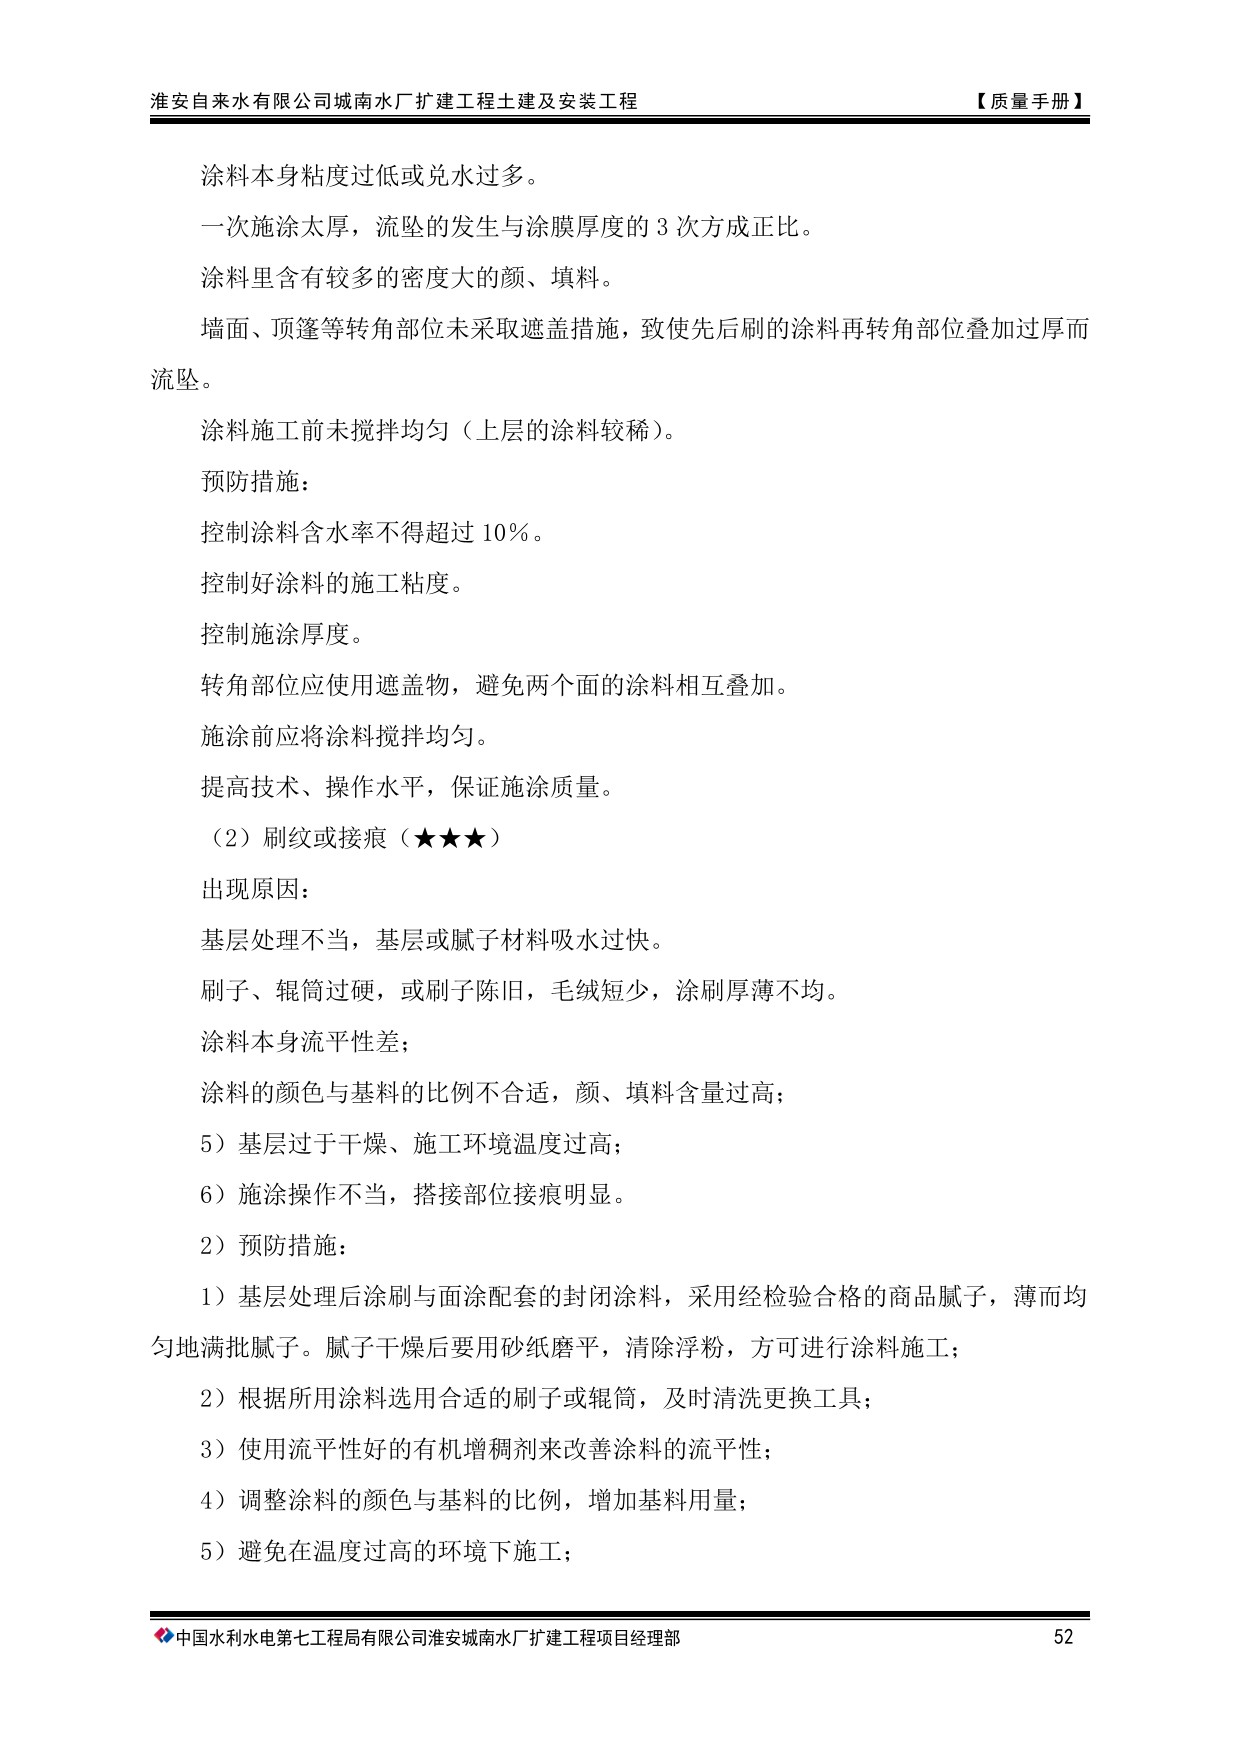 淮安自来水有限公司城南水厂扩建工程土建及安装工程 【质量手册】
涂料本身粘度过低或兑水过多。
一次施涂太厚，流坠的发生与涂膜厚度的 3 次方成正比。
涂料里含有较多的密度大的颜、填料。
墙面、顶篷等转角部位未采取遮盖措施，致使先后刷的涂料再转角部位叠加过厚而
流坠。
涂料施工前未搅拌均匀（上层的涂料较稀）。
预防措施：
控制涂料含水率不得超过 10％。
控制好涂料的施工粘度。
控制施涂厚度。
转角部位应使用遮盖物，避免两个面的涂料相互叠加。
施涂前应将涂料搅拌均匀。
提高技术、操作水平，保证施涂质量。
（2）刷纹或接痕（★★★）
出现原因：
基层处理不当，基层或腻子材料吸水过快。
刷子、辊筒过硬，或刷子陈旧，毛绒短少，涂刷厚薄不均。
涂料本身流平性差；
涂料的颜色与基料的比例不合适，颜、填料含量过高；
5）基层过于干燥、施工环境温度过高；
6）施涂操作不当，搭接部位接痕明显。
2）预防措施：
1）基层处理后涂刷与面涂配套的封闭涂料，采用经检验合格的商品腻子，薄而均
匀地满批腻子。腻子干燥后要用砂纸磨平，清除浮粉，方可进行涂料施工；
2）根据所用涂料选用合适的刷子或辊筒，及时清洗更换工具；
3）使用流平性好的有机增稠剂来改善涂料的流平性；
4）调整涂料的颜色与基料的比例，增加基料用量；
5）避免在温度过高的环境下施工；
中国水利水电第七工程局有限公司淮安城南水厂扩建工程项目经理部 52